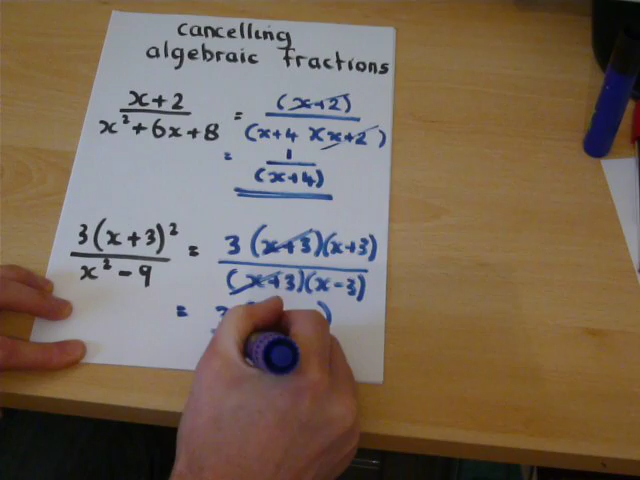 cancelling
algebraic fractions
x+2 / x²+6x+8 = (x+2) / (x+4)(x+2)
= 1 / (x+4)
3(x+3)² / x²-9 = 3(x+3)(x+3) / (x+3)(x-3)
=